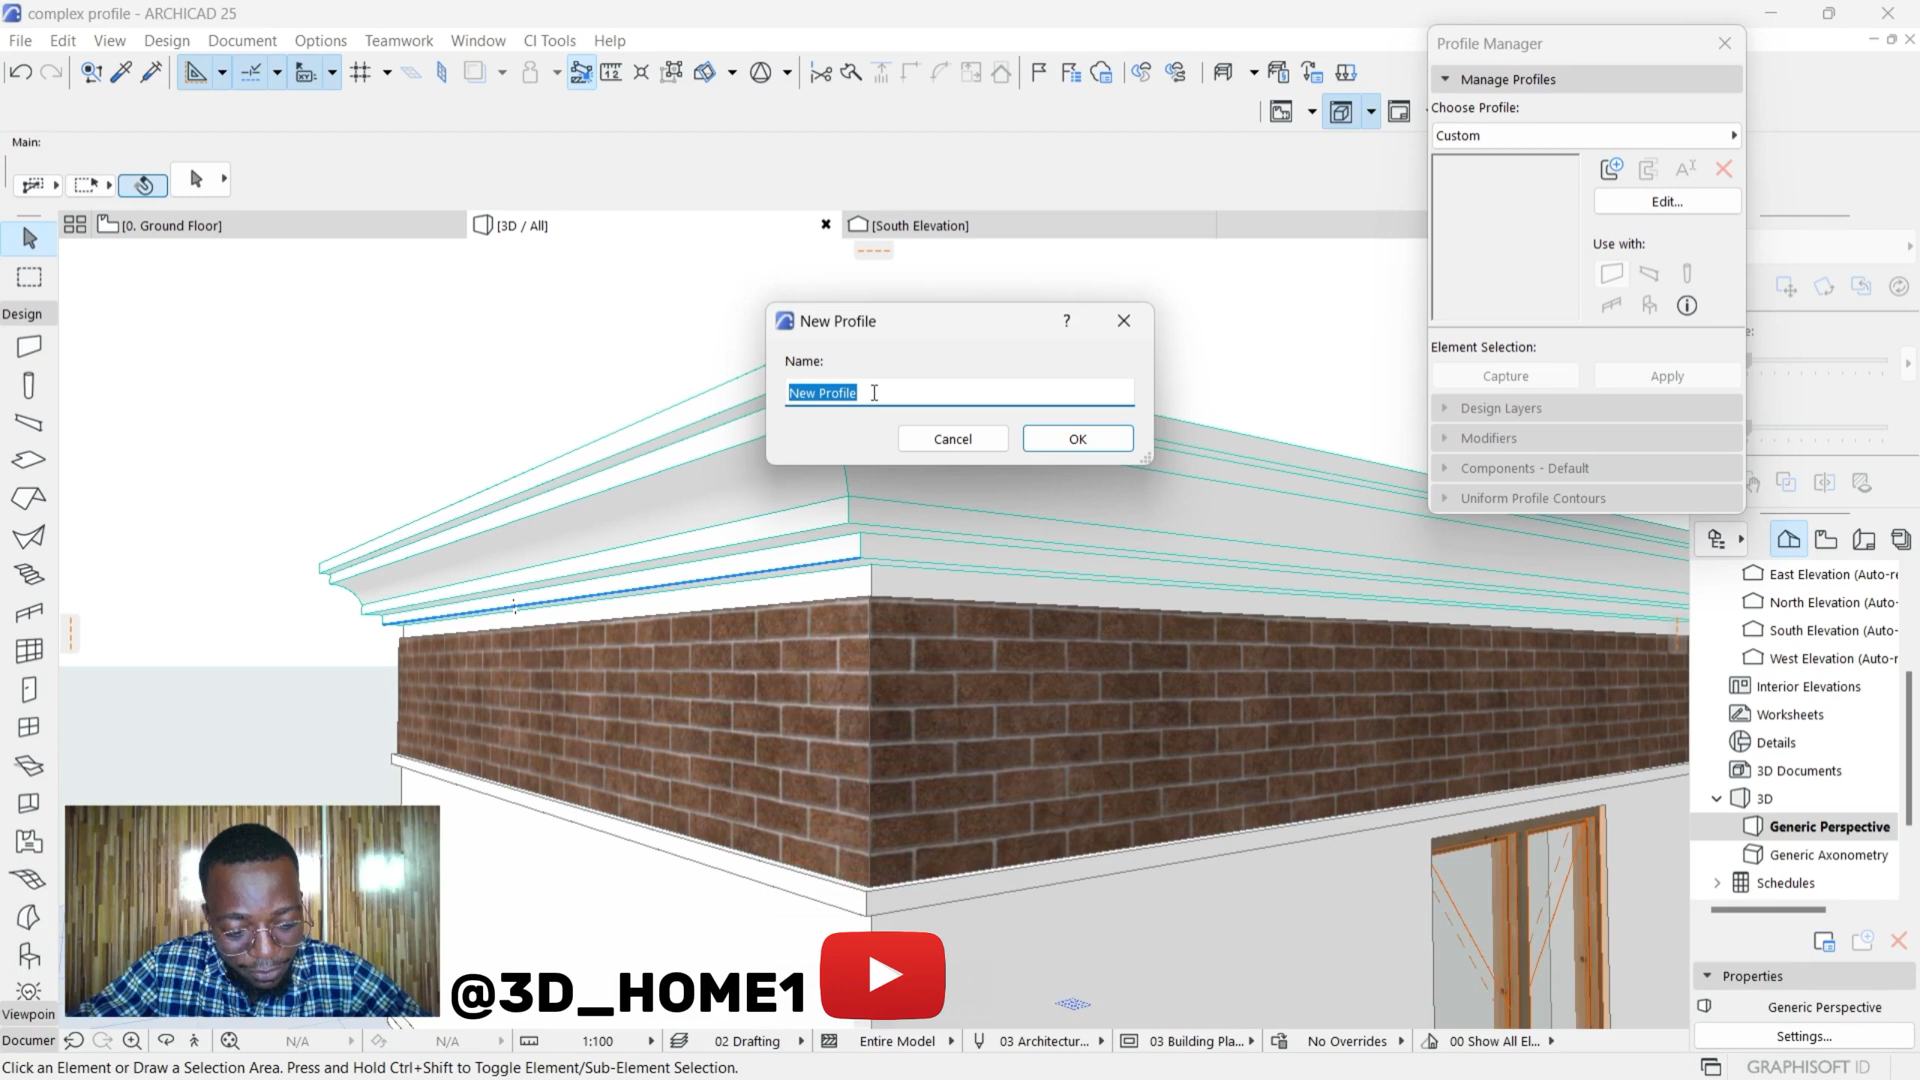 complex profile - ARCHICAD 25
File Edit View Design Document Options Teamwork Window CI Tools Help
Main:
[0. Ground Floor] [3D / All] [South Elevation]
Profile Manager
Manage Profiles
Choose Profile:
Custom
Edit...
Use with:
Element Selection:
Capture Apply
Design Layers
Modifiers
Components - Default
Uniform Profile Contours
New Profile
?
Name:
New Profile
Cancel OK
Design
East Elevation (Auto-re
North Elevation (Auto-
South Elevation (Auto-
West Elevation (Auto-r
Interior Elevations
Worksheets
Details
3D Documents
3D
Generic Perspective
Generic Axonometry
Schedules
Properties
Generic Perspective
Settings...
@3D_HOME1
Viewpoin
Documer
N/A N/A 1:100 02 Drafting Entire Model 03 Architectur... 03 Building Pla... No Overrides 00 Show All El...
Click an Element or Draw a Selection Area. Press and Hold Ctrl+Shift to Toggle Element/Sub-Element Selection.
GRAPHISOFT ID